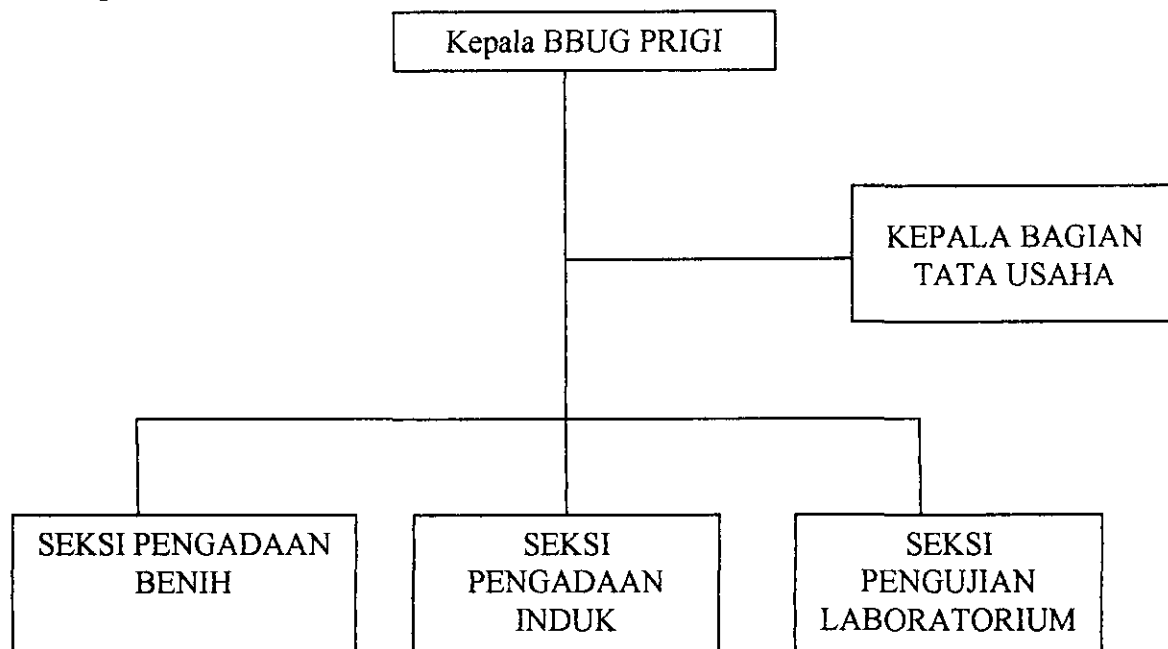 Kepala BBUG PRIGI
KEPALA BAGIAN
TATA USAHA
SEKSI PENGADAAN
BENIH
SEKSI
PENGADAAN
INDUK
SEKSI
PENGUJIAN
LABORATORIUM